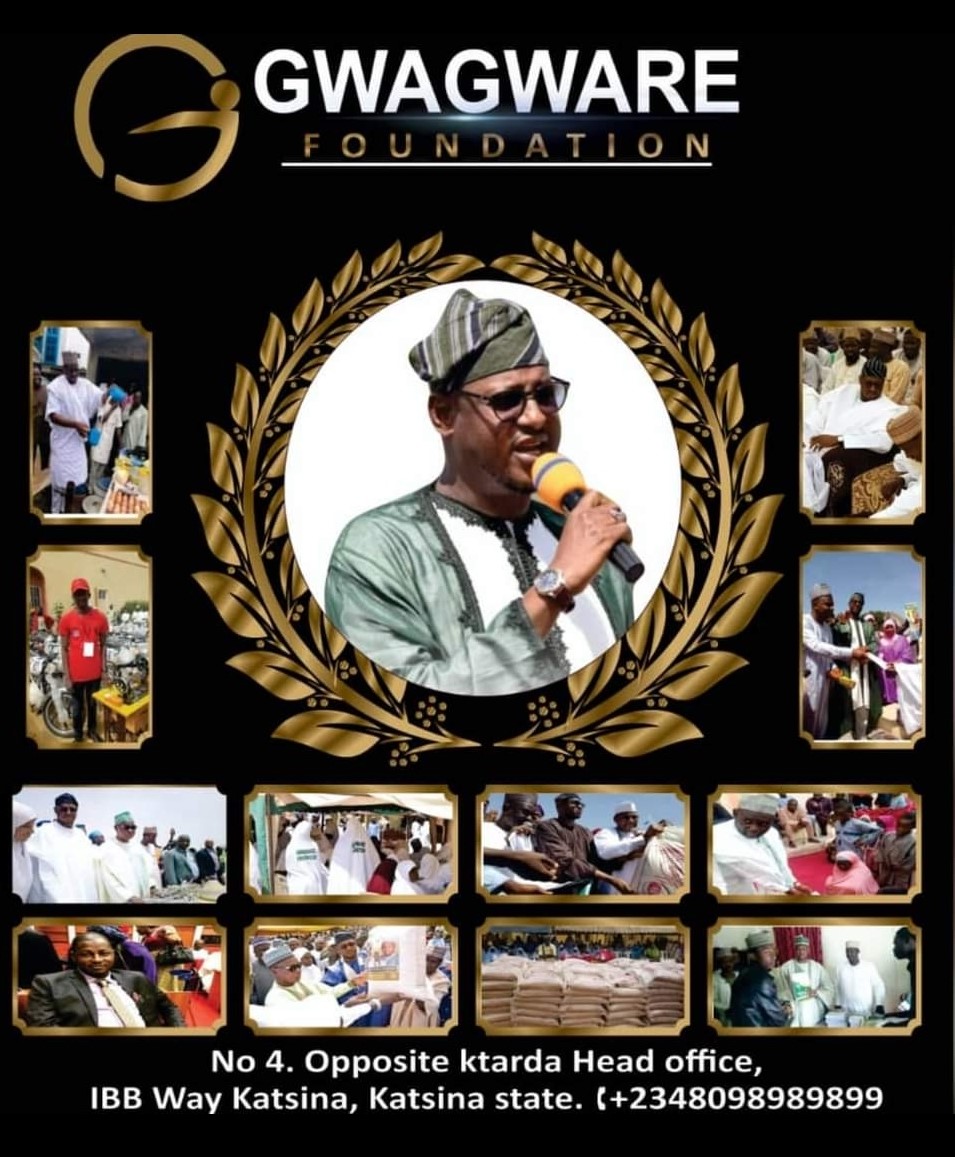 GWAGWARE
FOUNDATION
No 4. Opposite ktarda Head office,
IBB Way Katsina, Katsina state. (+2348098989899